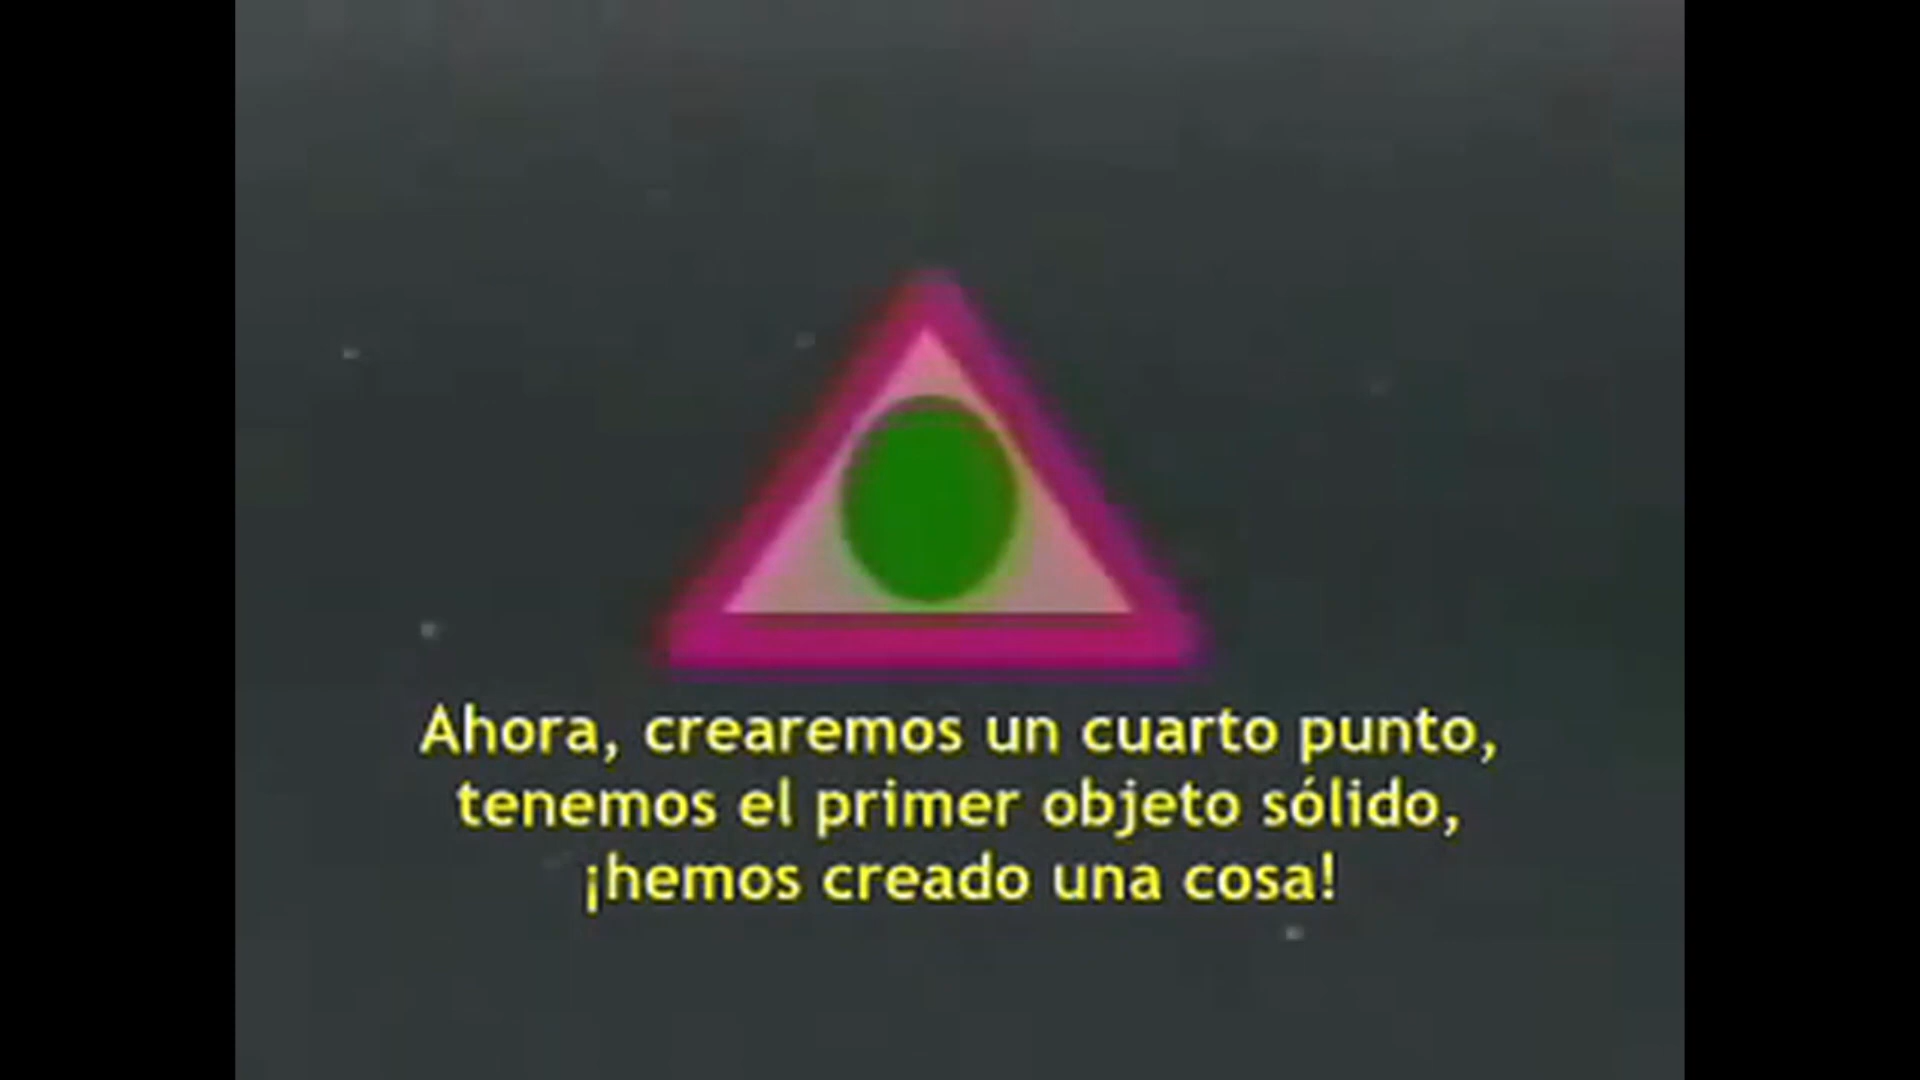 Ahora, crearemos un cuarto punto,
tenemos el primer objeto sólido,
¡hemos creado una cosa!